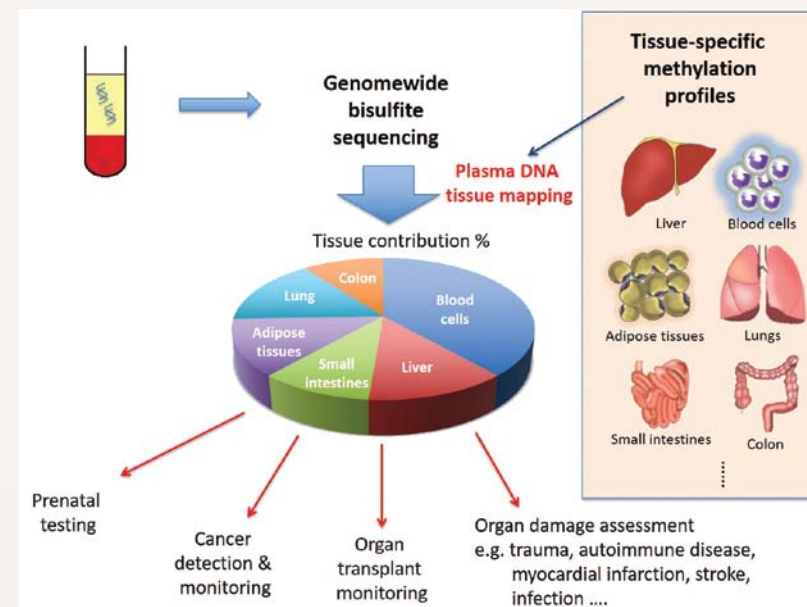 Genomewide
bisulfite
sequencing
Plasma DNA
tissue mapping
Tissue-specific
methylation
profiles
Liver
Blood cells
Adipose tissues
Lungs
Small intestines
Colon
Tissue contribution %
Colon
Lung
Blood
cells
Adipose
tissues
Small
intestines
Liver
Prenatal
testing
Cancer
detection &
monitoring
Organ
transplant
monitoring
Organ damage assessment
e.g. trauma, autoimmune disease,
myocardial infarction, stroke,
infection ....